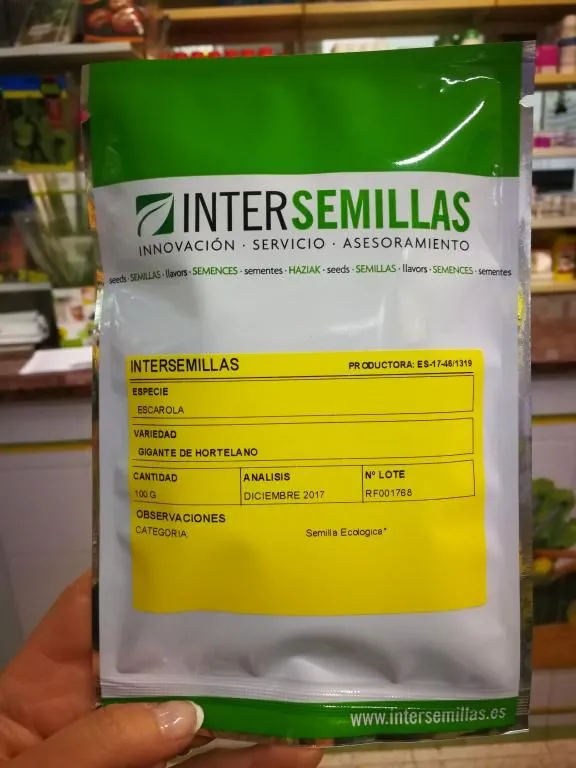 INTERSEMILLAS
INNOVACIÓN · SERVICIO · ASESORAMIENTO
seeds · SEMILLAS · llavors · SEMENCES · sementes · HAZIAK · seeds · SEMILLAS · llavors · SEMENCES · sementes
INTERSEMILLAS PRODUCTORA: ES-17-46/1319
ESPECIE
ESCAROLA
VARIEDAD
GIGANTE DE HORTELANO
CANTIDAD ANALISIS Nº LOTE
100 G DICIEMBRE 2017 RF001768
OBSERVACIONES
CATEGORIA: Semilla Ecologica*
www.intersemillas.es